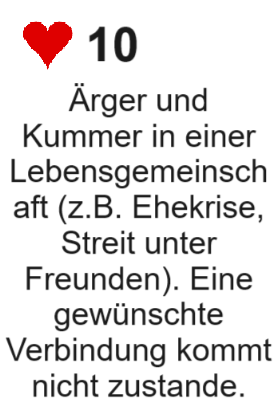 ♥ 10
Ärger und
Kummer in einer
Lebensgemeinsch
aft (z.B. Ehekrise,
Streit unter
Freunden). Eine
gewünschte
Verbindung kommt
nicht zustande.